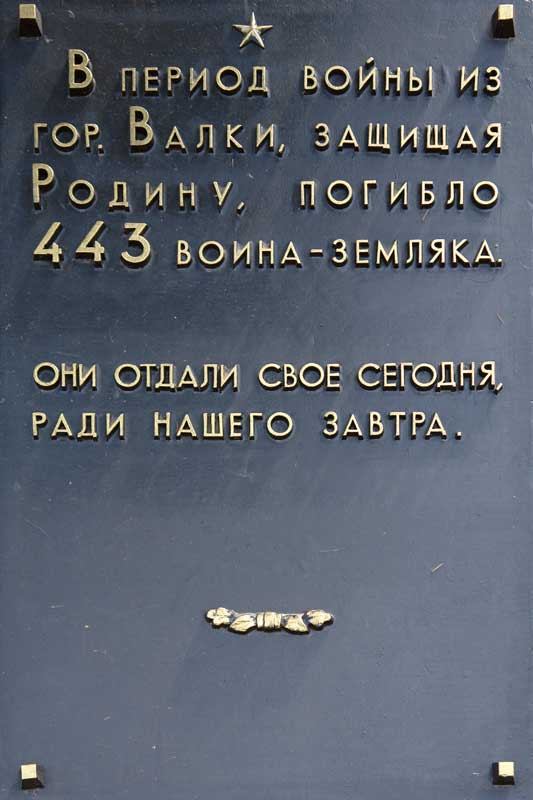 В ПЕРИОД ВОЙНЫ ИЗ
ГОР. ВАЛКИ, ЗАЩИЩАЯ
РОДИНУ, ПОГИБЛО
443 ВОИНА-ЗЕМЛЯКА.
ОНИ ОТДАЛИ СВОЕ СЕГОДНЯ,
РАДИ НАШЕГО ЗАВТРА.